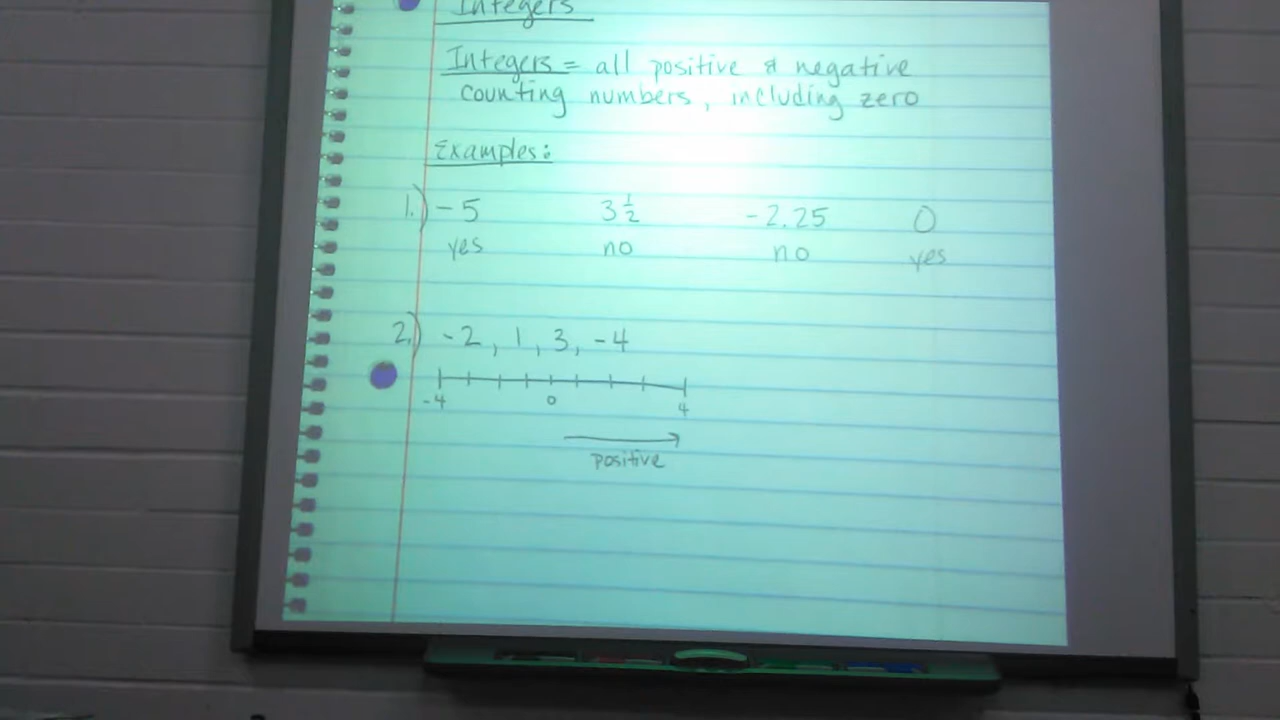 Integers
Integers = all positive & negative
counting numbers, including zero
Examples:
1.) -5 3 1/2 -2.25 0
yes no no yes
2.) -2, 1, 3, -4
-4 0 4
positive